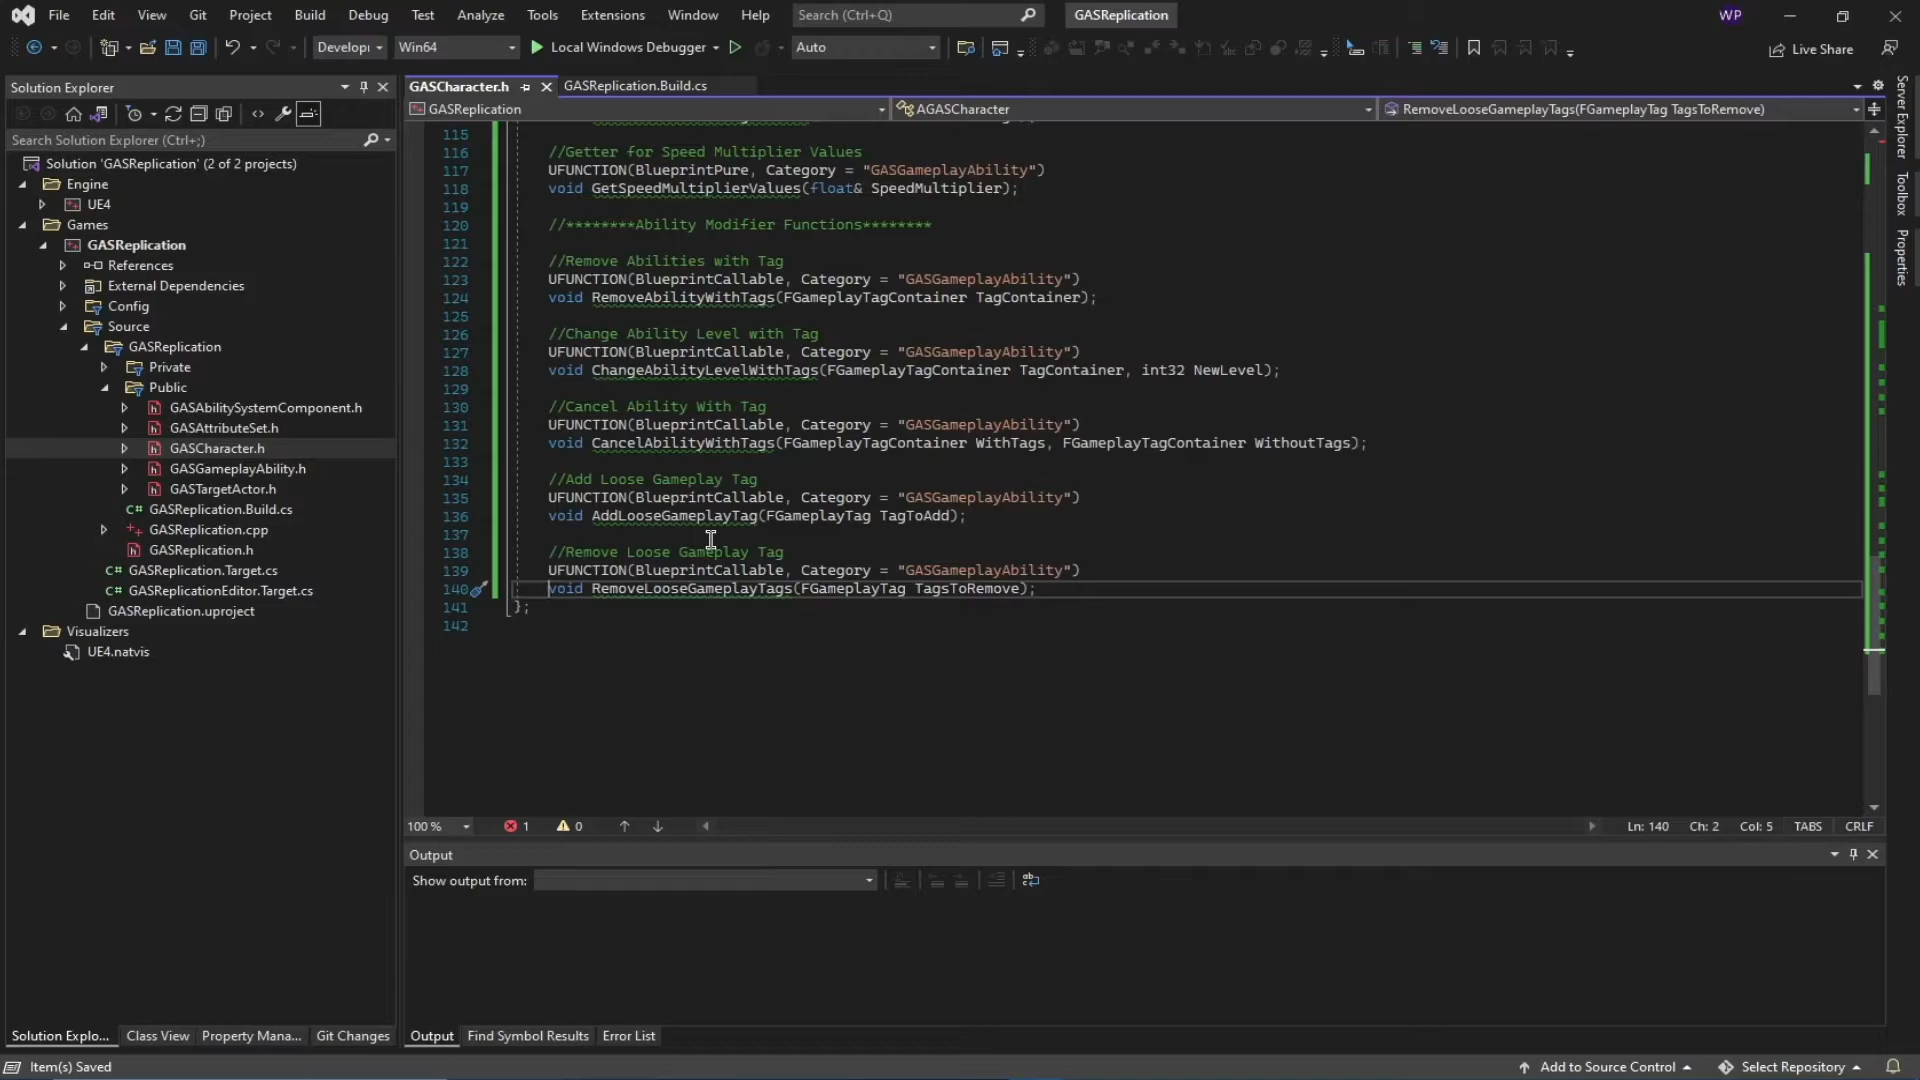 File Edit View Git Project Build Debug Test Analyze Tools Extensions Window Help Search (Ctrl+Q) GASReplication WP
Developi Win64 Local Windows Debugger Auto Live Share
Solution Explorer
Search Solution Explorer (Ctrl+;)
Solution 'GASReplication' (2 of 2 projects)
Engine
UE4
Games
GASReplication
References
External Dependencies
Config
Source
GASReplication
Private
Public
GASAbilitySystemComponent.h
GASAttributeSet.h
GASCharacter.h
GASGameplayAbility.h
GASTargetActor.h
GASReplication.Build.cs
GASReplication.cpp
GASReplication.h
GASReplication.Target.cs
GASReplicationEditor.Target.cs
GASReplication.uproject
Visualizers
UE4.natvis
Solution Explo... Class View Property Mana... Git Changes
GASCharacter.h GASReplication.Build.cs
GASReplication AGASCharacter RemoveLooseGameplayTags(FGameplayTag TagsToRemove)
115
116 //Getter for Speed Multiplier Values
117 UFUNCTION(BlueprintPure, Category = "GASGameplayAbility")
118 void GetSpeedMultiplierValues(float& SpeedMultiplier);
119
120 //********Ability Modifier Functions********
121
122 //Remove Abilities with Tag
123 UFUNCTION(BlueprintCallable, Category = "GASGameplayAbility")
124 void RemoveAbilityWithTags(FGameplayTagContainer TagContainer);
125
126 //Change Ability Level with Tag
127 UFUNCTION(BlueprintCallable, Category = "GASGameplayAbility")
128 void ChangeAbilityLevelWithTags(FGameplayTagContainer TagContainer, int32 NewLevel);
129
130 //Cancel Ability With Tag
131 UFUNCTION(BlueprintCallable, Category = "GASGameplayAbility")
132 void CancelAbilityWithTags(FGameplayTagContainer WithTags, FGameplayTagContainer WithoutTags);
133
134 //Add Loose Gameplay Tag
135 UFUNCTION(BlueprintCallable, Category = "GASGameplayAbility")
136 void AddLooseGameplayTag(FGameplayTag TagToAdd);
137
138 //Remove Loose Gameplay Tag
139 UFUNCTION(BlueprintCallable, Category = "GASGameplayAbility")
140 void RemoveLooseGameplayTags(FGameplayTag TagsToRemove);
141 };
142
100 % 1 0 Ln: 140 Ch: 2 Col: 5 TABS CRLF
Output
Show output from:
Output Find Symbol Results Error List
Server Explorer
Toolbox
Properties
Item(s) Saved Add to Source Control Select Repository